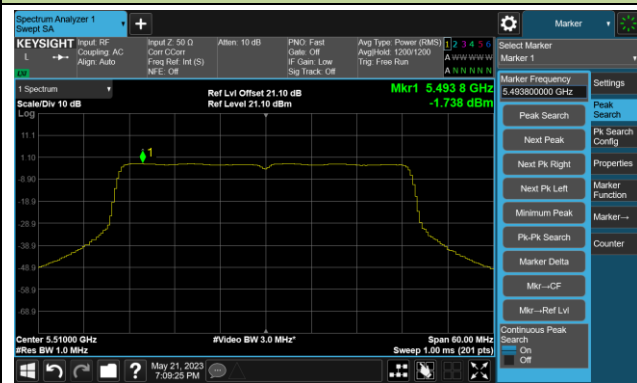 Spectrum Analyzer 1
Swept SA
+
Marker
KEYSIGHT
L
Input: RF
Coupling: AC
Align: Auto
Input Z: 50 Ω
Corr CCorr
Freq Ref: Int (S)
NFE: Off
Atten: 10 dB
PNO: Fast
Gate: Off
IF Gain: Low
Sig Track: Off
Avg Type: Power (RMS)
Avg|Hold: 1200/1200
Trig: Free Run
1 2 3 4 5 6
A W W W W W
A N N N N N
Select Marker
Marker 1
1 Spectrum
Scale/Div 10 dB
Log
Ref Lvl Offset 21.10 dB
Ref Level 21.10 dBm
Mkr1 5.493 8 GHz
-1.738 dBm
11.1
1.10
-8.90
-18.9
-28.9
-38.9
-48.9
-58.9
-68.9
1
Center 5.51000 GHz
#Res BW 1.0 MHz
#Video BW 3.0 MHz*
Span 60.00 MHz
Sweep 1.00 ms (201 pts)
Marker Frequency
5.493800000 GHz
Peak Search
Next Peak
Next Pk Right
Next Pk Left
Minimum Peak
Pk-Pk Search
Marker Delta
Mkr→CF
Mkr→Ref Lvl
Continuous Peak
Search
On
Off
Settings
Peak
Search
Pk Search
Config
Properties
Marker
Function
Marker→
Counter
?
May 21, 2023
7:09:25 PM